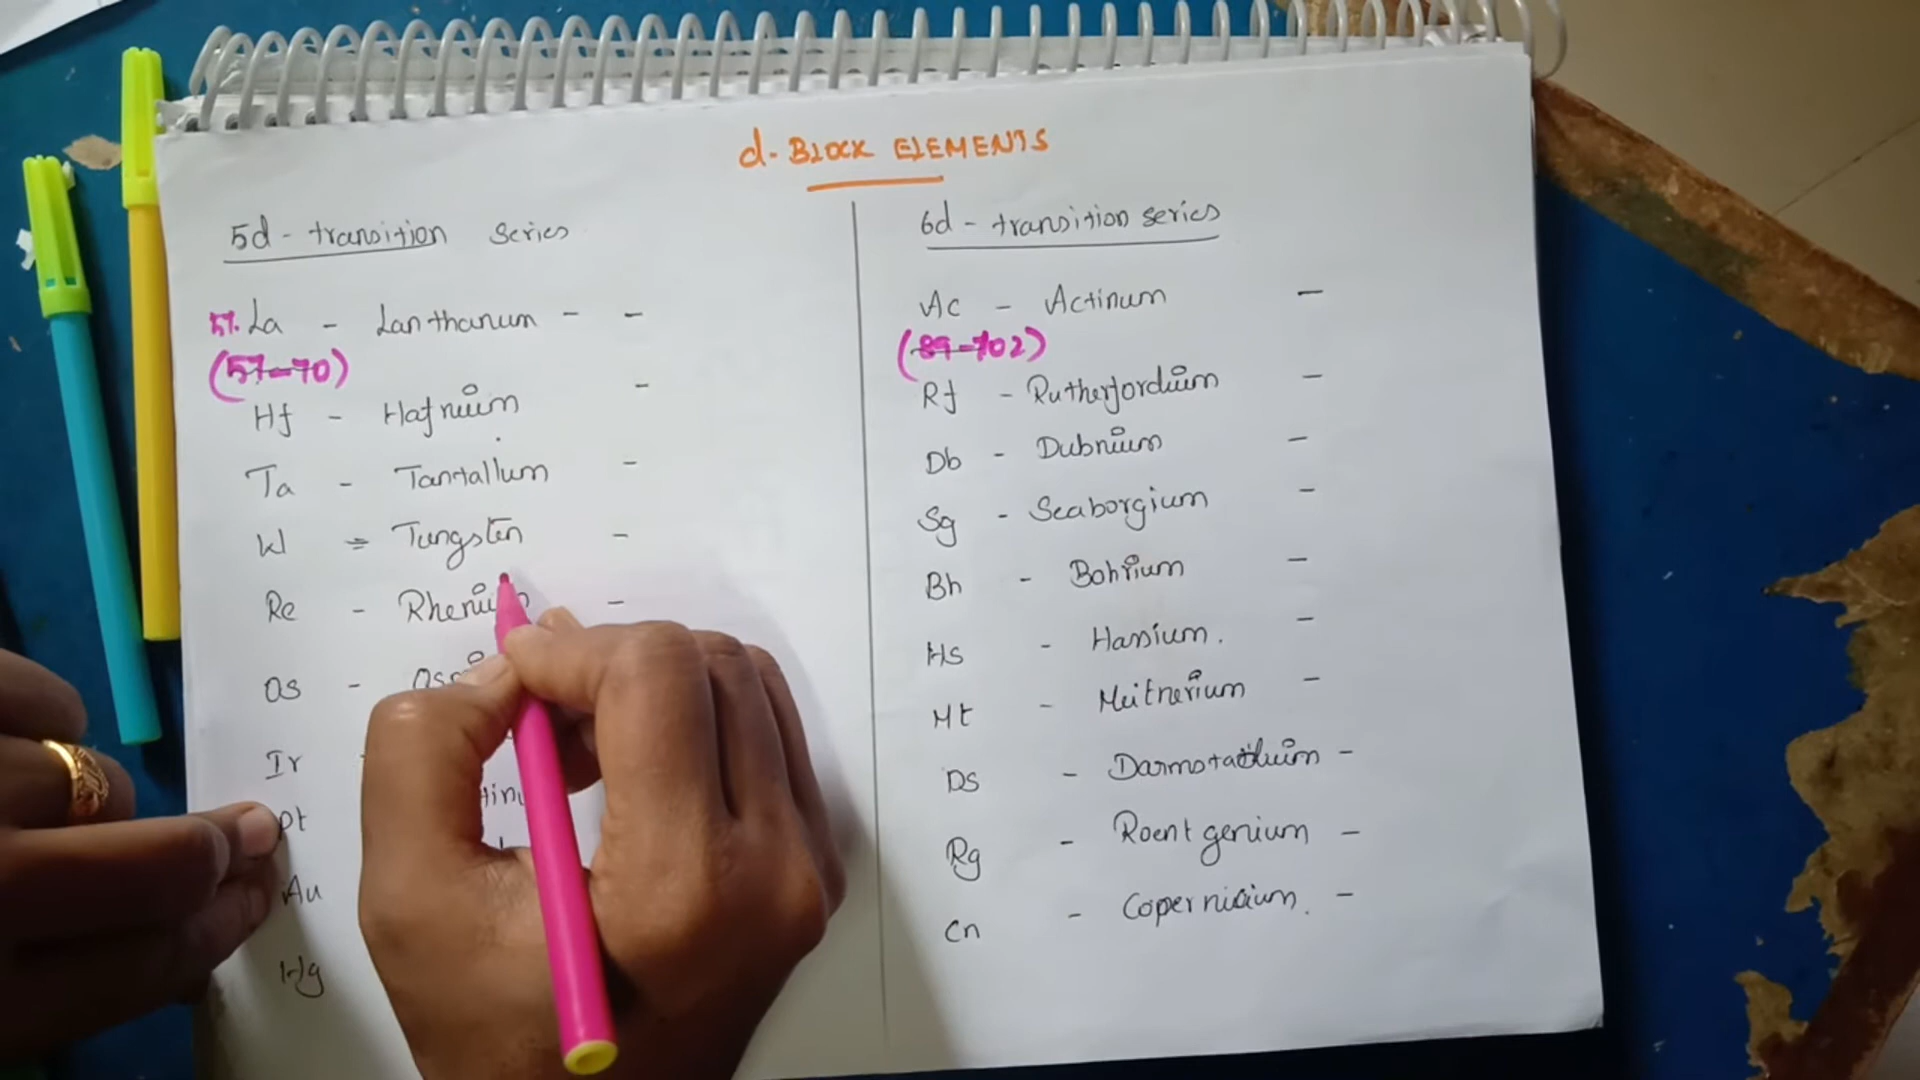 d-BLOCK ELEMENTS
5d - transition series
57. La - Lanthanum - -
(57-70)
Hf - Hafnium -
Ta - Tantallum -
W = Tungsten -
Re - Rhenium -
Os -
Ir
Pt
Au
Hg
6d - transition series
Ac - Actinum -
(89-102)
Rf - Rutherfordium -
Db - Dubnium -
Sg - Seaborgium -
Bh - Bohrium -
Hs - Hassium. -
Mt - Meitnerium -
Ds -
Rg - Roentgenium -
Cn - Copernicium. -